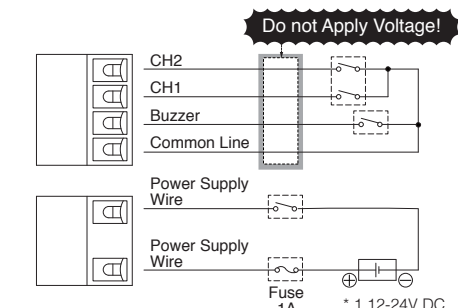 Do not Apply Voltage!
CH2
CH1
Buzzer
Common Line
Power Supply
Wire
Power Supply
Wire
Fuse
1A
* 1 12-24V DC